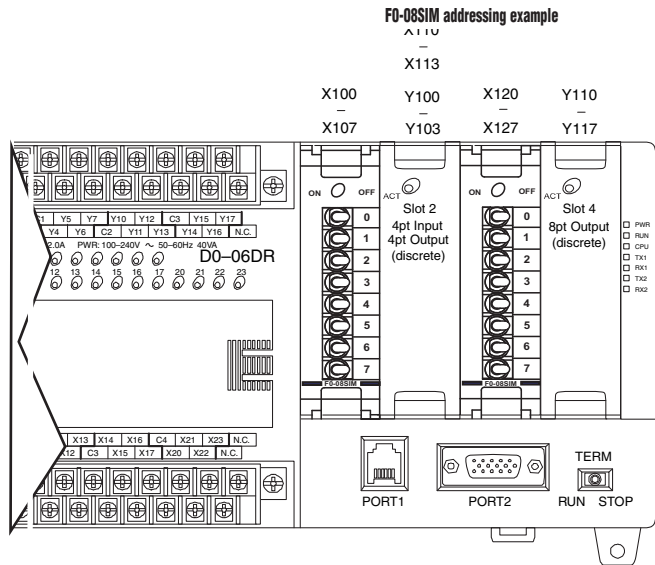 F0-08SIM addressing example
X110
–
X113
X100
–
X107
Y100
–
Y103
X120
–
X127
Y110
–
Y117
ON OFF
0
1
2
3
4
5
6
7
F0-08SIM
ACT
Slot 2
4pt Input
4pt Output
(discrete)
ON OFF
0
1
2
3
4
5
6
7
F0-08SIM
ACT
Slot 4
8pt Output
(discrete)
PWR
RUN
CPU
TX1
RX1
TX2
RX2
Y5 Y7 Y10 Y12 C3 Y15 Y17
Y4 Y6 C2 Y11 Y13 Y14 Y16 N.C.
2.0A PWR: 100–240V ~ 50–60Hz 40VA
D0–06DR
12 13 14 15 16 17 20 21 22 23
X13 X14 X16 C4 X21 X23 N.C.
X12 C3 X15 X17 X20 X22 N.C.
PORT1
PORT2
TERM
RUN STOP